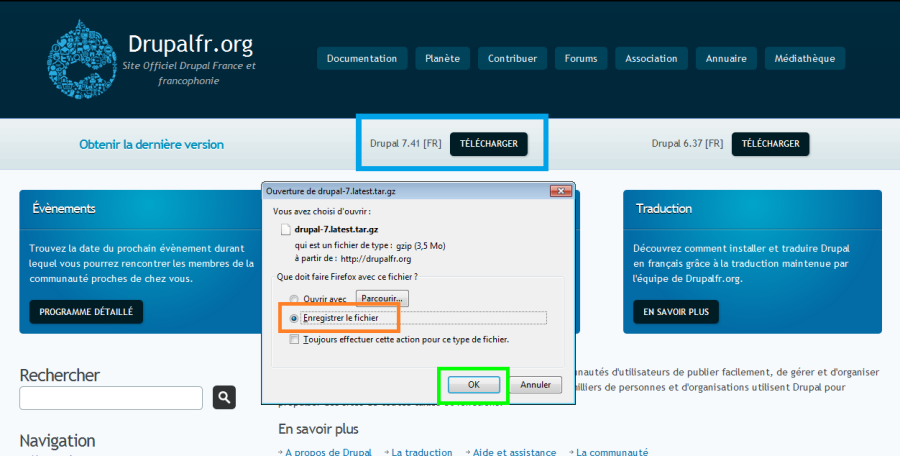 Drupalfr.org
Site Officiel Drupal France et
francophonie
Documentation
Planète
Contribuer
Forums
Association
Annuaire
Médiathèque
Obtenir la dernière version
Drupal 7.41 [FR]
TÉLÉCHARGER
Drupal 6.37 [FR]
TÉLÉCHARGER
Évènements
Trouvez la date du prochain évènement durant
lequel vous pourrez rencontrer les membres de la
communauté proches de chez vous.
PROGRAMME DÉTAILLÉ
Ouverture de drupal-7.latest.tar.gz
Vous avez choisi d'ouvrir :
drupal-7.latest.tar.gz
qui est un fichier de type : gzip (3,5 Mo)
à partir de : http://drupalfr.org
Que doit faire Firefox avec ce fichier ?
Ouvrir avec
Parcourir...
Enregistrer le fichier
Toujours effectuer cette action pour ce type de fichier.
OK
Annuler
Traduction
Découvrez comment installer et traduire Drupal
en français grâce à la traduction maintenue par
l'équipe de Drupalfr.org.
EN SAVOIR PLUS
Rechercher
d'utilisateurs de publier facilement, de gérer et d'organiser
de personnes et d'organisations utilisent Drupal pour
En savoir plus
A propos de Drupal
La traduction
Aide et assistance
La communauté
Navigation